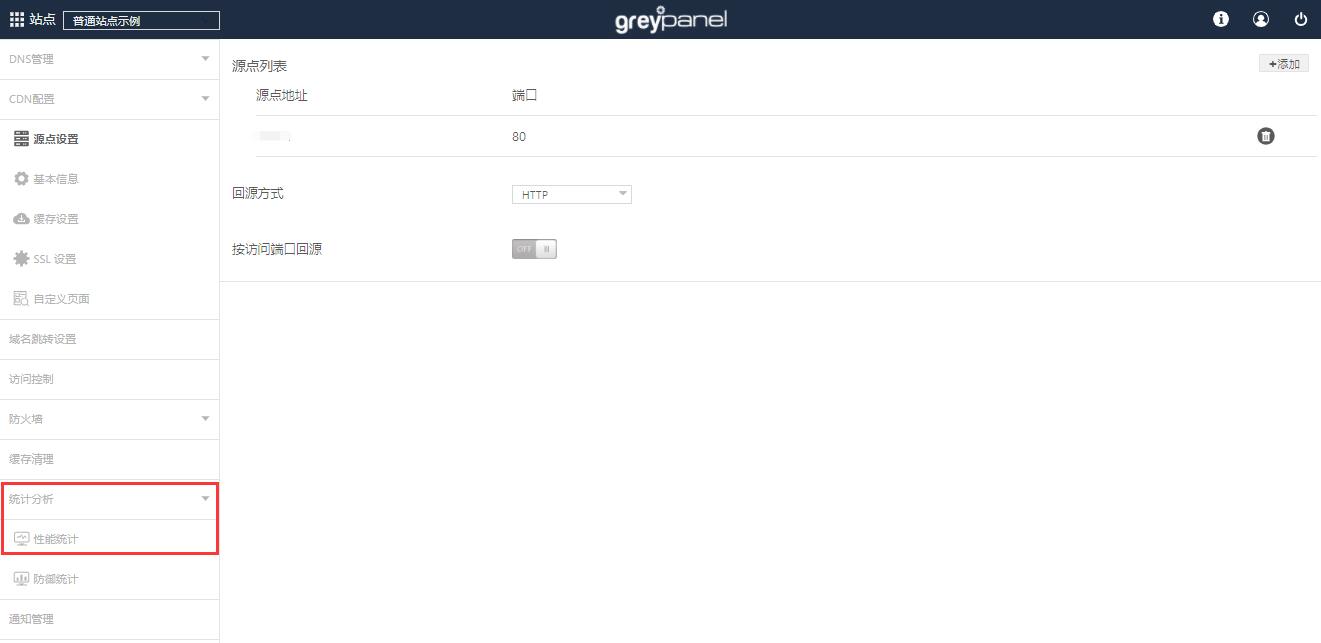 站点
普通站点示例
greypanel
DNS管理
CDN配置
源点设置
基本信息
缓存设置
SSL 设置
自定义页面
域名跳转设置
访问控制
防火墙
缓存清理
统计分析
性能统计
防御统计
通知管理
源点列表
+添加
源点地址 端口
80
回源方式 HTTP
按访问端口回源 OFF